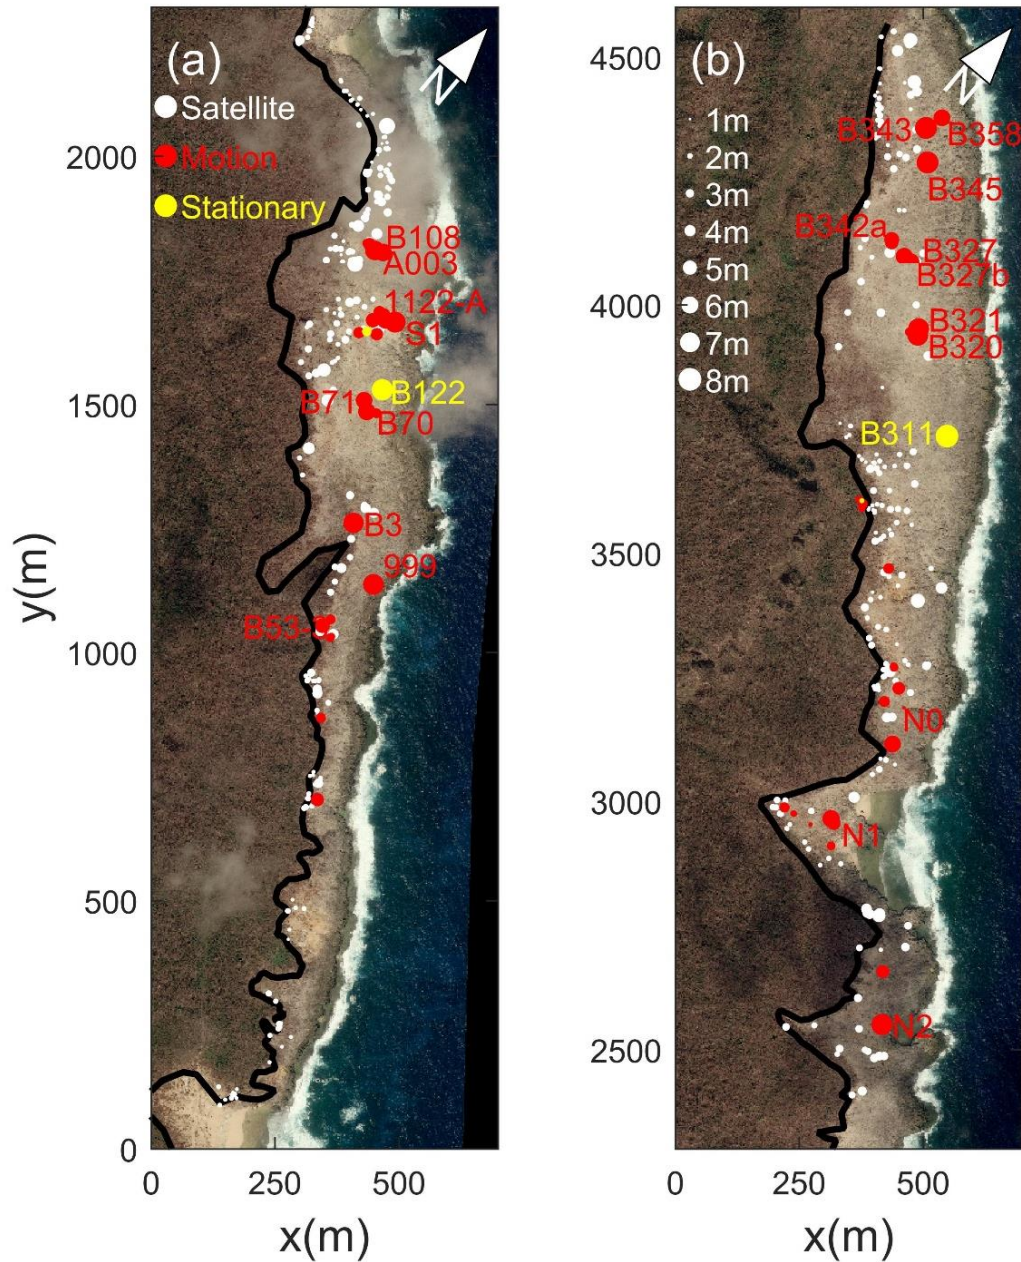 (a)
N
Satellite
Motion
Stationary
B108
A003
1122-A
S1
B122
B71
B70
B3
999
2000
1500
1000
500
0
y(m)
0
250
500
x(m)
(b)
N
1m
2m
3m
4m
5m
6m
7m
8m
B343
B358
B345
B342a
B327
B327b
B321
B320
B311
N0
N1
N2
4500
4000
3500
3000
2500
0
250
500
x(m)